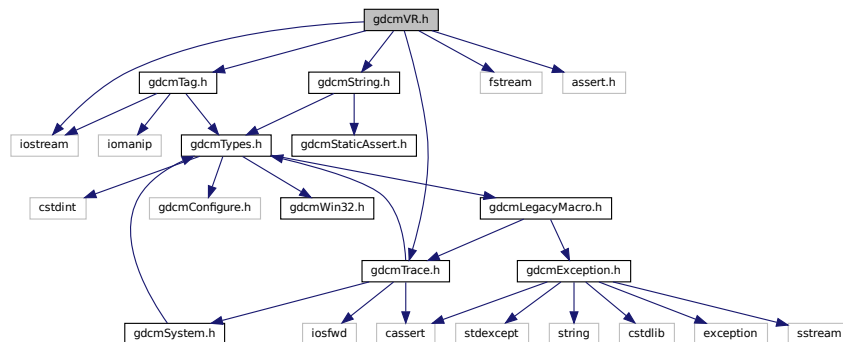 gdcmVR.h
gdcmTag.h
gdcmString.h
fstream
assert.h
iostream
iomanip
gdcmTypes.h
gdcmStaticAssert.h
cstdint
gdcmConfigure.h
gdcmWin32.h
gdcmLegacyMacro.h
gdcmTrace.h
gdcmException.h
gdcmSystem.h
iosfwd
cassert
stdexcept
string
cstdlib
exception
sstream